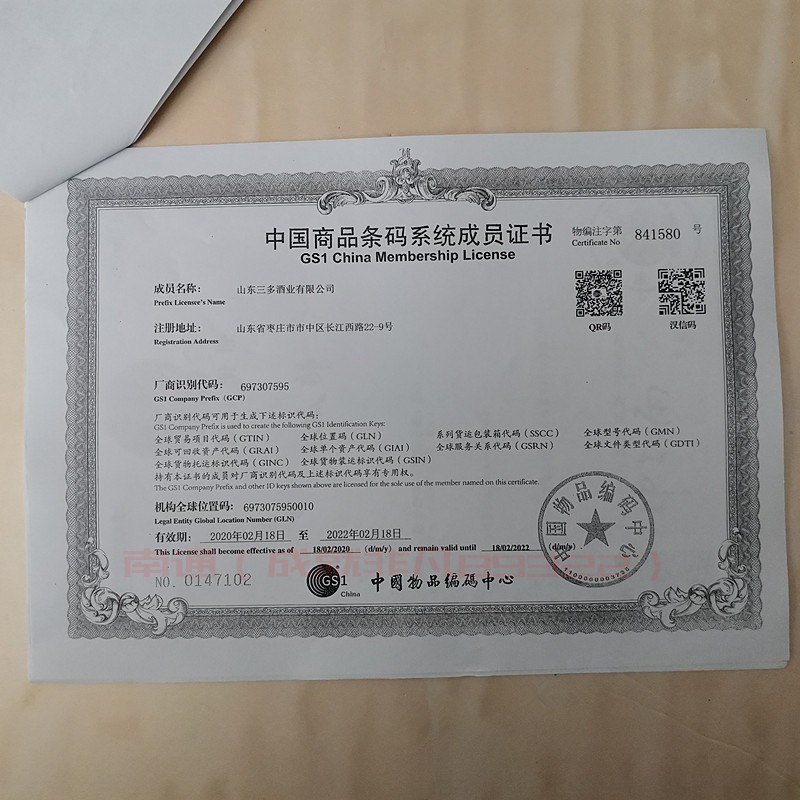 中国商品条码系统成员证书
GS1 China Membership License
物编注字第 841580 号
Certificate No
成员名称: 山东三多酒业有限公司
Prefix Licensee's Name
QR码 汉信码
注册地址: 山东省枣庄市市中区长江西路22-9号
Registration Address
厂商识别代码: 697307595
GS1 Company Prefix (GCP)
厂商识别代码可用于生成下述标识代码:
GS1 Company Prefix is used to create the following GS1 Identification Keys:
全球贸易项目代码(GTIN) 全球位置码(GLN) 系列货运包装箱代码(SSCC) 全球型号代码(GMN)
全球可回收资产代码(GRAI) 全球单个资产代码(GIAI) 全球服务关系代码(GSRN) 全球文件类型代码(GDTI)
全球货物托运标识代码(GINC) 全球货物装运标识代码(GSIN)
持有本证书的成员对厂商识别代码及上述标识代码享有专用权。
The GS1 Company Prefix and other ID keys shown above are licensed for the sole use of the member named on this certificate.
机构全球位置码: 6973075950010
Legal Entity Global Location Number (GLN)
有效期: 2020年02月18日 至 2022年02月18日
This License shall become effective as of 18/02/2020 (d/m/y) and remain valid until 18/02/2022 (d/m/y)
NO. 0147102
GS1
China
中国物品编码中心
中国物品编码中心